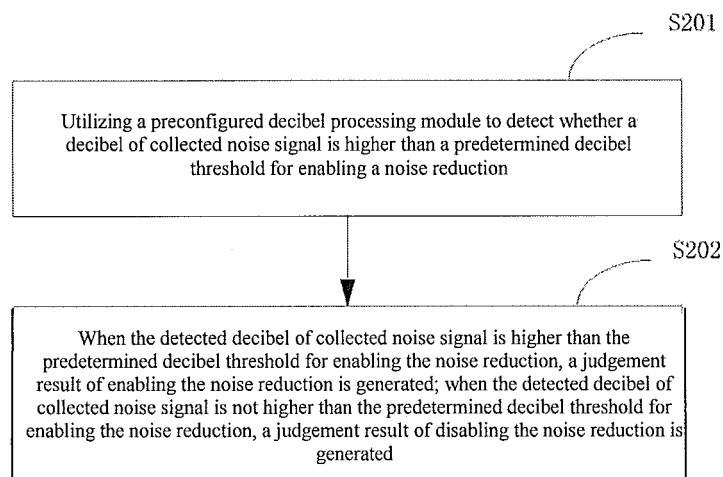 S201
Utilizing a preconfigured decibel processing module to detect whether a
decibel of collected noise signal is higher than a predetermined decibel
threshold for enabling a noise reduction
S202
When the detected decibel of collected noise signal is higher than the
predetermined decibel threshold for enabling the noise reduction, a judgement
result of enabling the noise reduction is generated; when the detected decibel of
collected noise signal is not higher than the predetermined decibel threshold for
enabling the noise reduction, a judgement result of disabling the noise reduction is
generated